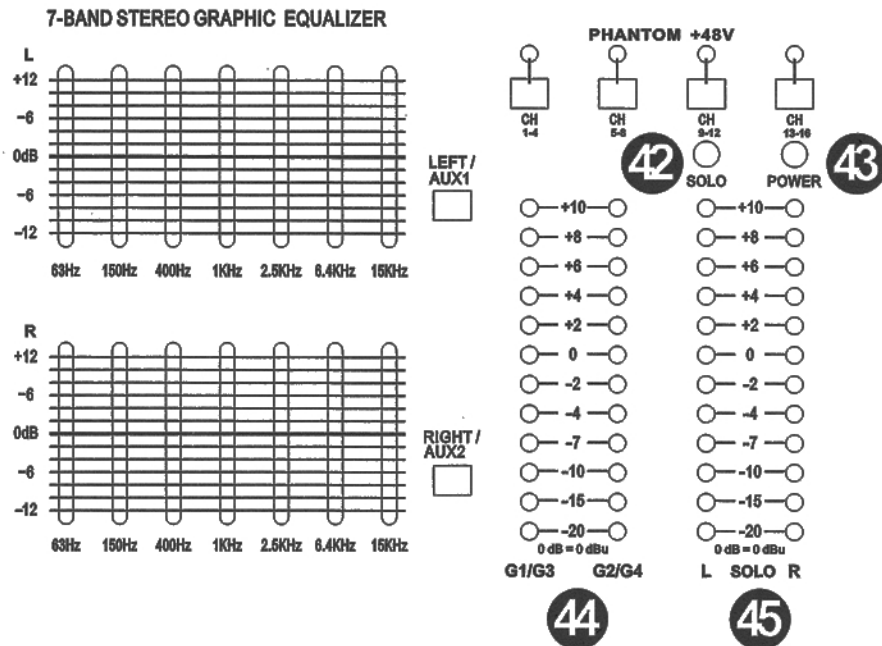 7-BAND STEREO GRAPHIC EQUALIZER
L
+12
–6
0dB
–6
–12
63Hz 150Hz 400Hz 1KHz 2.5KHz 6.4KHz 15KHz
LEFT /
AUX1
R
+12
–6
0dB
–6
–12
63Hz 150Hz 400Hz 1KHz 2.5KHz 6.4KHz 15KHz
RIGHT /
AUX2
PHANTOM +48V
CH CH CH CH
1-4 5-8 9-12 13-16
42 43
SOLO POWER
+10 +10
+8 +8
+6 +6
+4 +4
+2 +2
0 0
–2 –2
–4 –4
–7 –7
–10 –10
–15 –15
–20 –20
0 dB = 0 dBu 0 dB = 0 dBu
G1/G3 G2/G4 L SOLO R
44 45